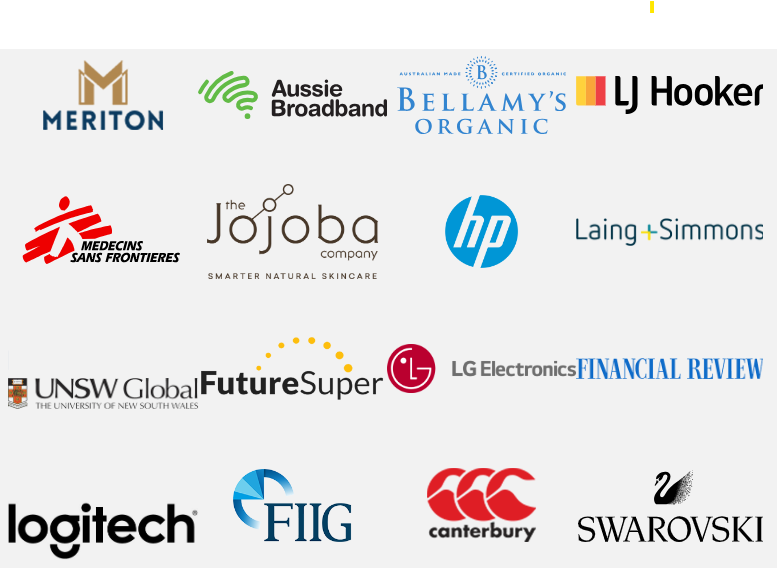 MERITON
Aussie
Broadband
AUSTRALIAN MADE B CERTIFIED ORGANIC
BELLAMY'S
ORGANIC
LJ Hooker
MEDECINS
SANS FRONTIERES
the
Jojoba
company
SMARTER NATURAL SKINCARE
hp
Laing+Simmons
UNSW Global
THE UNIVERSITY OF NEW SOUTH WALES
FutureSuper
LG Electronics
FINANCIAL REVIEW
logitech
FIIG
canterbury
SWAROVSKI